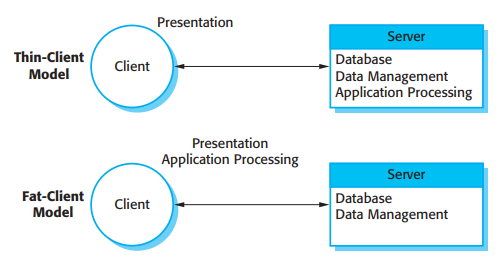 Presentation
Thin-Client
Model
Client
Server
Database
Data Management
Application Processing
Presentation
Application Processing
Fat-Client
Model
Client
Server
Database
Data Management